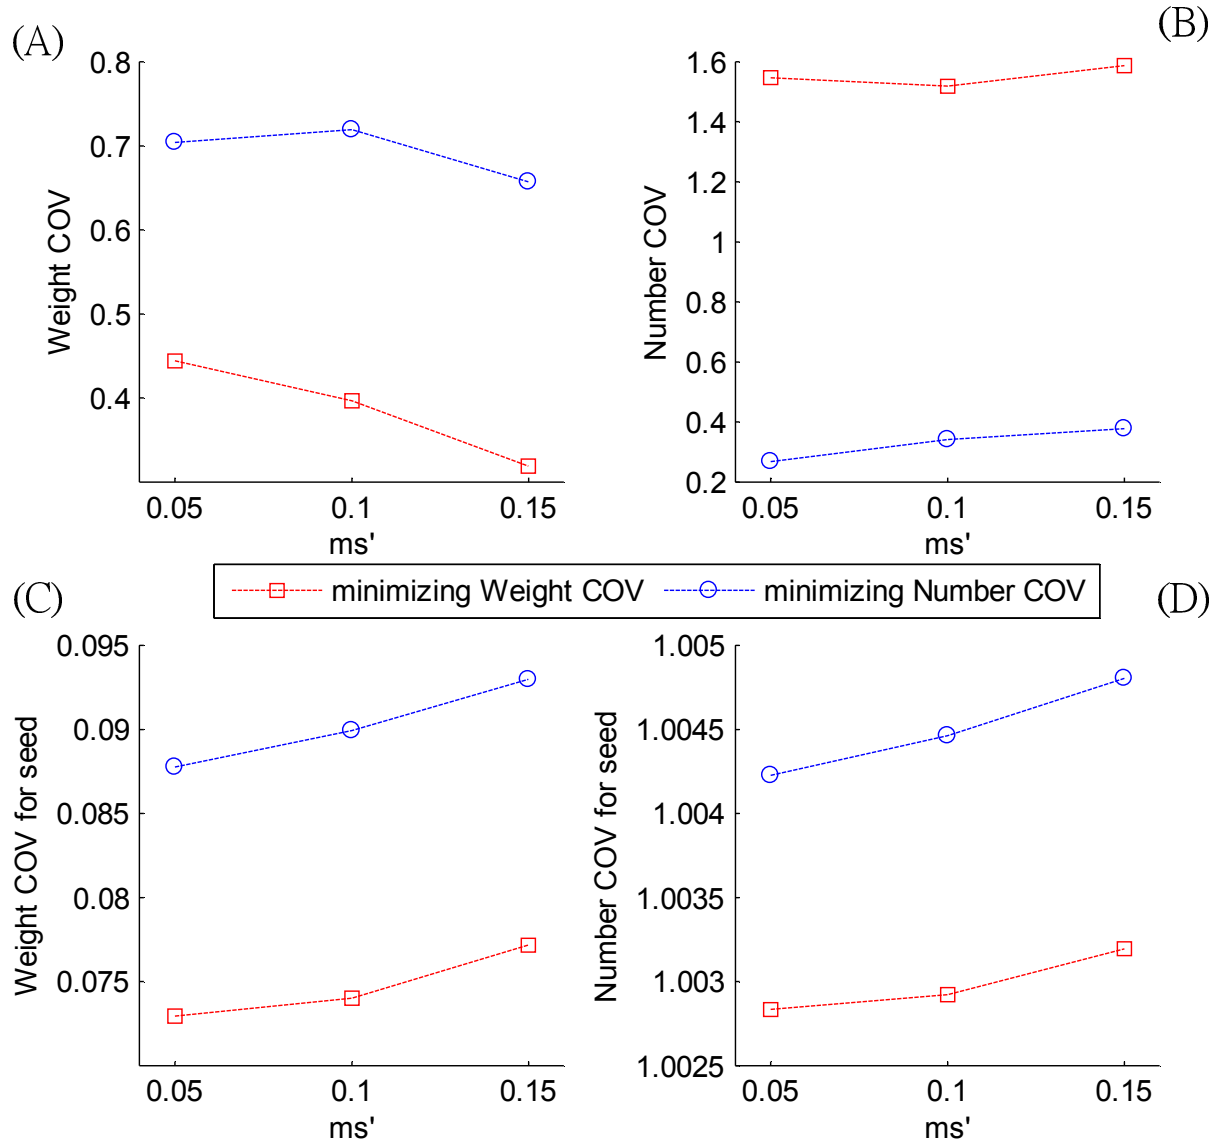 (A)
(B)
0.8
0.7
0.6
0.5
0.4
Weight COV
0.05 0.1 0.15
ms'
1.6
1.4
1.2
1
0.8
0.6
0.4
0.2
Number COV
0.05 0.1 0.15
ms'
minimizing Weight COV minimizing Number COV
(C)
(D)
0.095
0.09
0.085
0.08
0.075
Weight COV for seed
0.05 0.1 0.15
ms'
1.005
1.0045
1.004
1.0035
1.003
1.0025
Number COV for seed
0.05 0.1 0.15
ms'